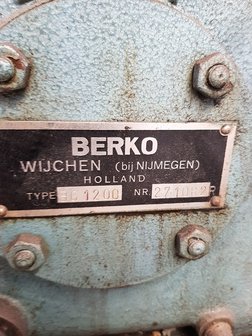 BERKO
WIJCHEN (bij NIJMEGEN)
HOLLAND
TYPE 1200 NR.